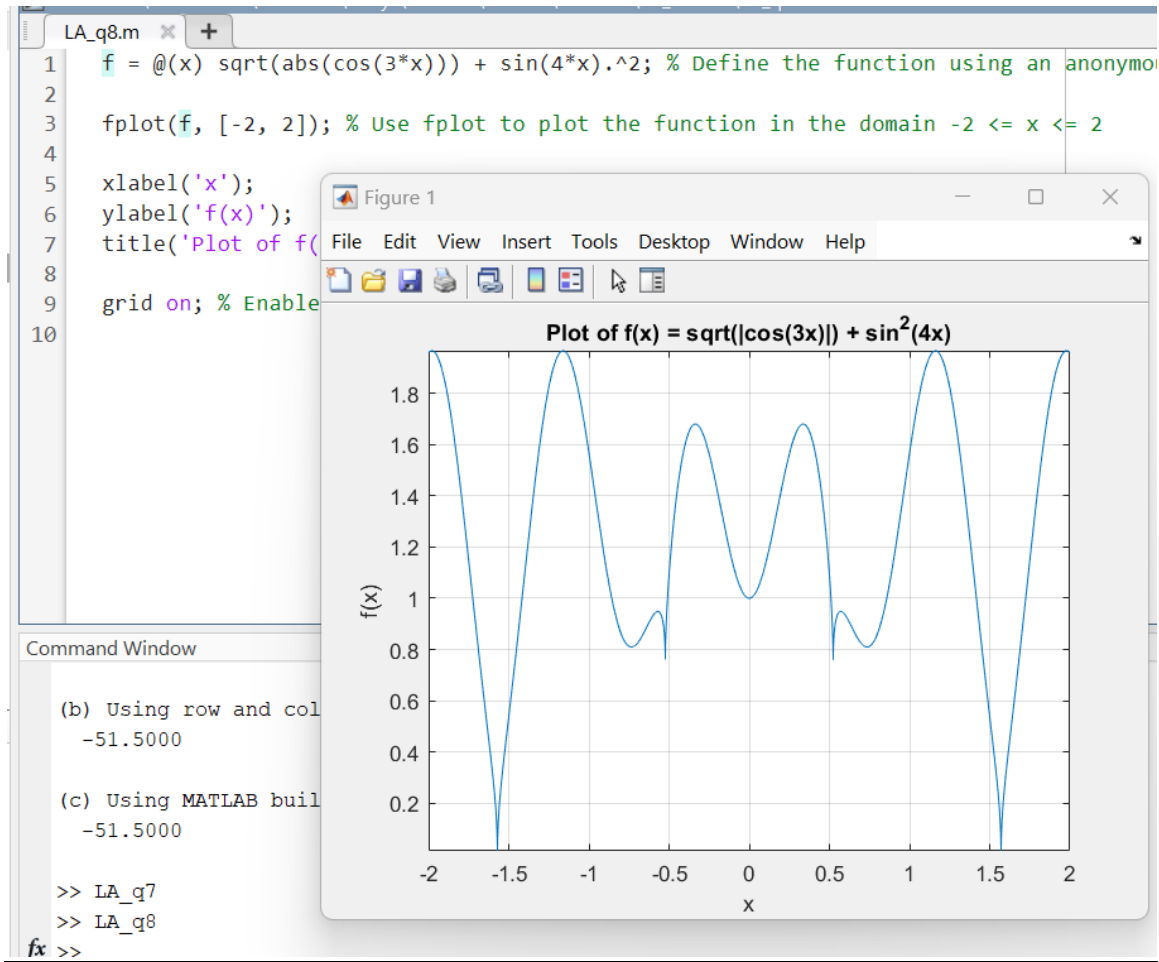 LA_q8.m
1 f = @(x) sqrt(abs(cos(3*x))) + sin(4*x).^2; % Define the function using an anonymou
2
3 fplot(f, [-2, 2]); % Use fplot to plot the function in the domain -2 <= x <= 2
4
5 xlabel('x');
6 ylabel('f(x)');
7 title('Plot of f(
8
9 grid on; % Enable
10
Figure 1
File Edit View Insert Tools Desktop Window Help
Plot of f(x) = sqrt(|cos(3x)|) + sin^2(4x)
1.8
1.6
1.4
1.2
1
0.8
0.6
0.4
0.2
f(x)
-2 -1.5 -1 -0.5 0 0.5 1 1.5 2
x
Command Window
(b) Using row and col
-51.5000
(c) Using MATLAB buil
-51.5000
>> LA_q7
>> LA_q8
fx >>